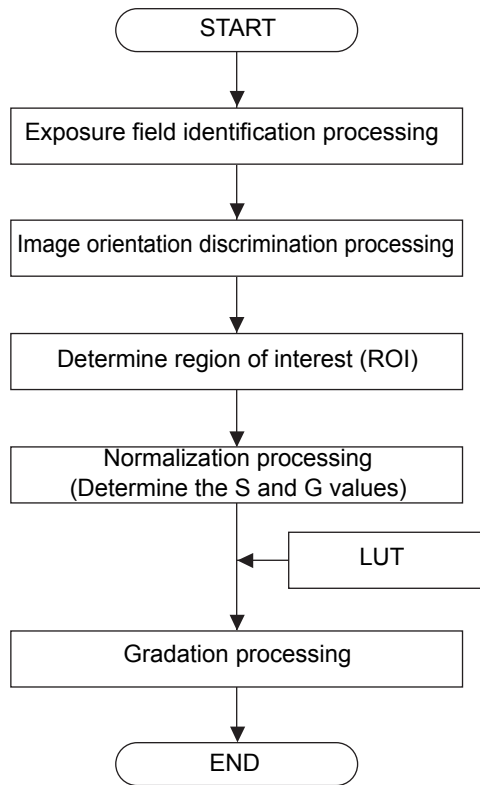 START
Exposure field identification processing
Image orientation discrimination processing
Determine region of interest (ROI)
Normalization processing
(Determine the S and G values)
LUT
Gradation processing
END